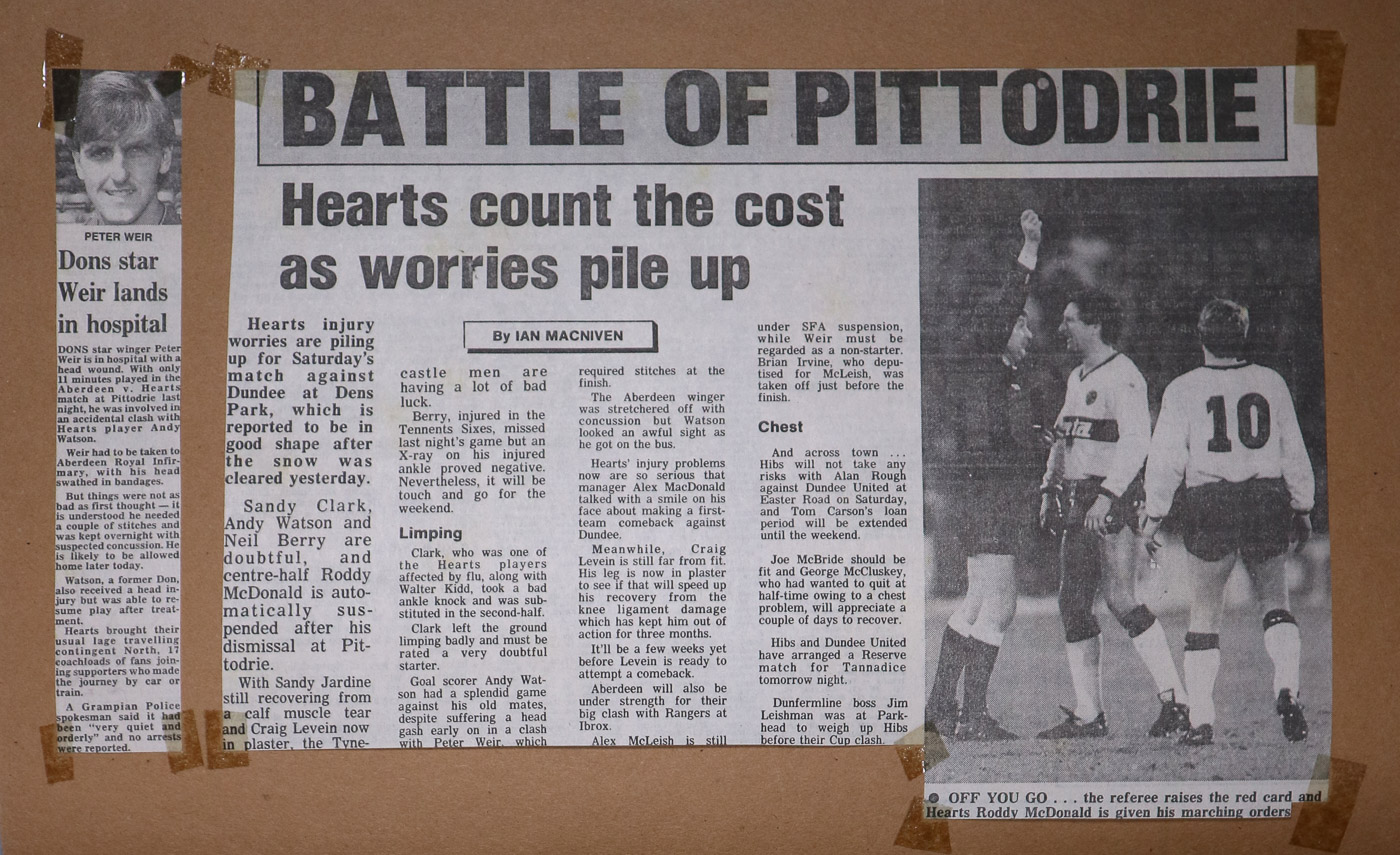 PETER WEIR
Dons star
Weir lands
in hospital
DONS star winger Peter
Weir is in hospital with a
head wound. With only
11 minutes played in the
Aberdeen v. Hearts
match at Pittodrie last
night, he was involved in
an accidental clash with
Hearts player Andy
Watson.
Weir had to be taken to
Aberdeen Royal Infir-
mary, with his head
swathed in bandages.
But things were not as
bad as first thought — it
is understood he needed
a couple of stitches and
was kept overnight with
suspected concussion. He
is likely to be allowed
home later today.
Watson, a former Don,
also received a head in-
jury but was able to re-
sume play after treat-
ment.
Hearts brought their
usual lage travelling
contingent North, 17
coachloads of fans join-
ing supporters who made
the journey by car or
train.
A Grampian Police
spokesman said it had
been "very quiet and
orderly" and no arrests
were reported.
BATTLE OF PITTODRIE
Hearts count the cost
as worries pile up
By IAN MACNIVEN
Hearts injury
worries are piling
up for Saturday's
match against
Dundee at Dens
Park, which is
reported to be in
good shape after
the snow was
cleared yesterday.
Sandy Clark,
Andy Watson and
Neil Berry are
doubtful, and
centre-half Roddy
McDonald is auto-
matically sus-
pended after his
dismissal at Pit-
todrie.
With Sandy Jardine
still recovering from
a calf muscle tear
and Craig Levein now
in plaster, the Tyne-
castle men are
having a lot of bad
luck.
Berry, injured in the
Tennents Sixes, missed
last night's game but an
X-ray on his injured
ankle proved negative.
Nevertheless, it will be
touch and go for the
weekend.
Limping
Clark, who was one of
the Hearts players
affected by flu, along with
Walter Kidd, took a bad
ankle knock and was sub-
stituted in the second-half.
Clark left the ground
limping badly and must be
rated a very doubtful
starter.
Goal scorer Andy Wat-
son had a splendid game
against his old mates,
despite suffering a head
gash early on in a clash
with Peter Weir, which
required stitches at the
finish.
The Aberdeen winger
was stretchered off with
concussion but Watson
looked an awful sight as
he got on the bus.
Hearts' injury problems
now are so serious that
manager Alex MacDonald
talked with a smile on his
face about making a first-
team comeback against
Dundee.
Meanwhile, Craig
Levein is still far from fit.
His leg is now in plaster
to see if that will speed up
his recovery from the
knee ligament damage
which has kept him out of
action for three months.
It'll be a few weeks yet
before Levein is ready to
attempt a comeback.
Aberdeen will also be
under strength for their
big clash with Rangers at
Ibrox.
Alex McLeish is still
under SFA suspension,
while Weir must be
regarded as a non-starter.
Brian Irvine, who depu-
tised for McLeish, was
taken off just before the
finish.
Chest
And across town ...
Hibs will not take any
risks with Alan Rough
against Dundee United at
Easter Road on Saturday,
and Tom Carson's loan
period will be extended
until the weekend.
Joe McBride should be
fit and George McCluskey,
who had wanted to quit at
half-time owing to a chest
problem, will appreciate a
couple of days to recover.
Hibs and Dundee United
have arranged a Reserve
match for Tannadice
tomorrow night.
Dunfermline boss Jim
Leishman was at Park-
head to weigh up Hibs
before their Cup clash.
10
● OFF YOU GO . . . the referee raises the red card and
Hearts Roddy McDonald is given his marching orders